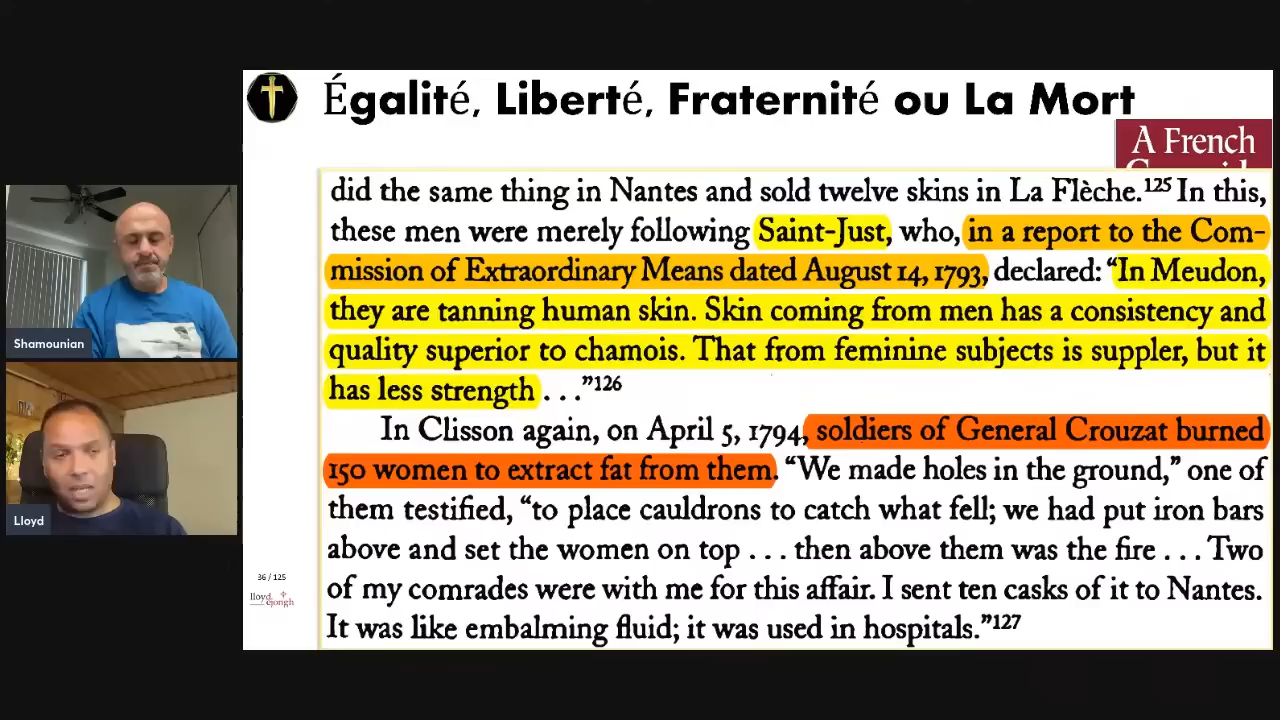 Égalité, Liberté, Fraternité ou La Mort
A French
did the same thing in Nantes and sold twelve skins in La Flèche.125 In this,
these men were merely following Saint-Just, who, in a report to the Com-
mission of Extraordinary Means dated August 14, 1793, declared: “In Meudon,
they are tanning human skin. Skin coming from men has a consistency and
quality superior to chamois. That from feminine subjects is suppler, but it
has less strength . . .”126
In Clisson again, on April 5, 1794, soldiers of General Crouzat burned
150 women to extract fat from them. “We made holes in the ground,” one of
them testified, “to place cauldrons to catch what fell; we had put iron bars
above and set the women on top . . . then above them was the fire . . . Two
of my comrades were with me for this affair. I sent ten casks of it to Nantes.
It was like embalming fluid; it was used in hospitals.”127
Shamounian
Lloyd
36 / 125
lloyd
dejongh